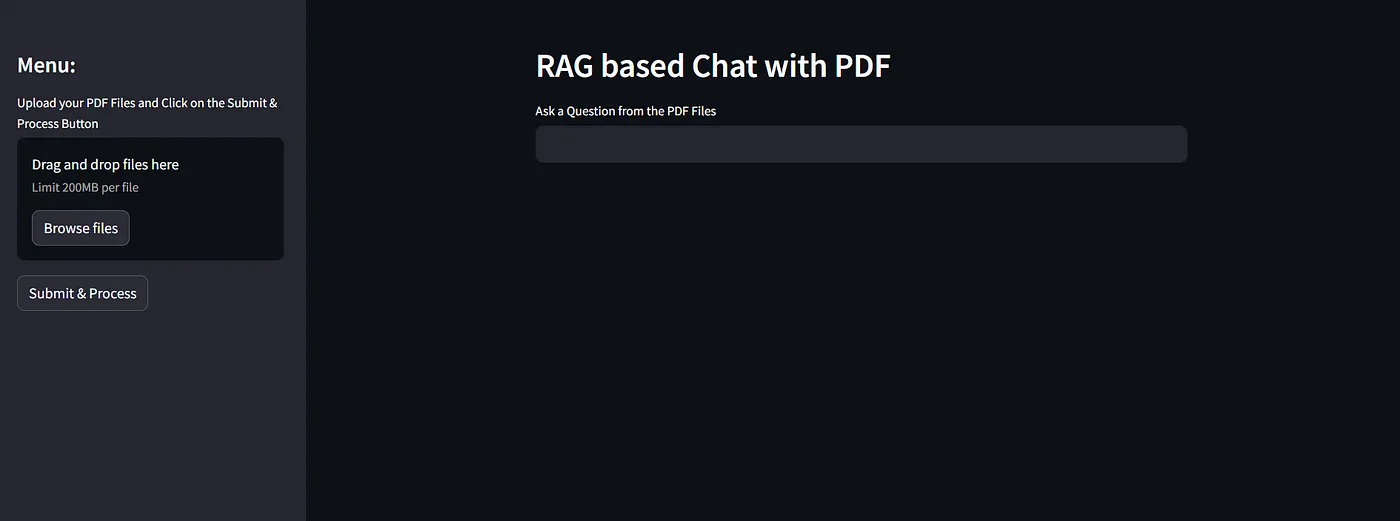 Menu:
Upload your PDF Files and Click on the Submit &
Process Button
Drag and drop files here
Limit 200MB per file
Browse files
Submit & Process
RAG based Chat with PDF
Ask a Question from the PDF Files